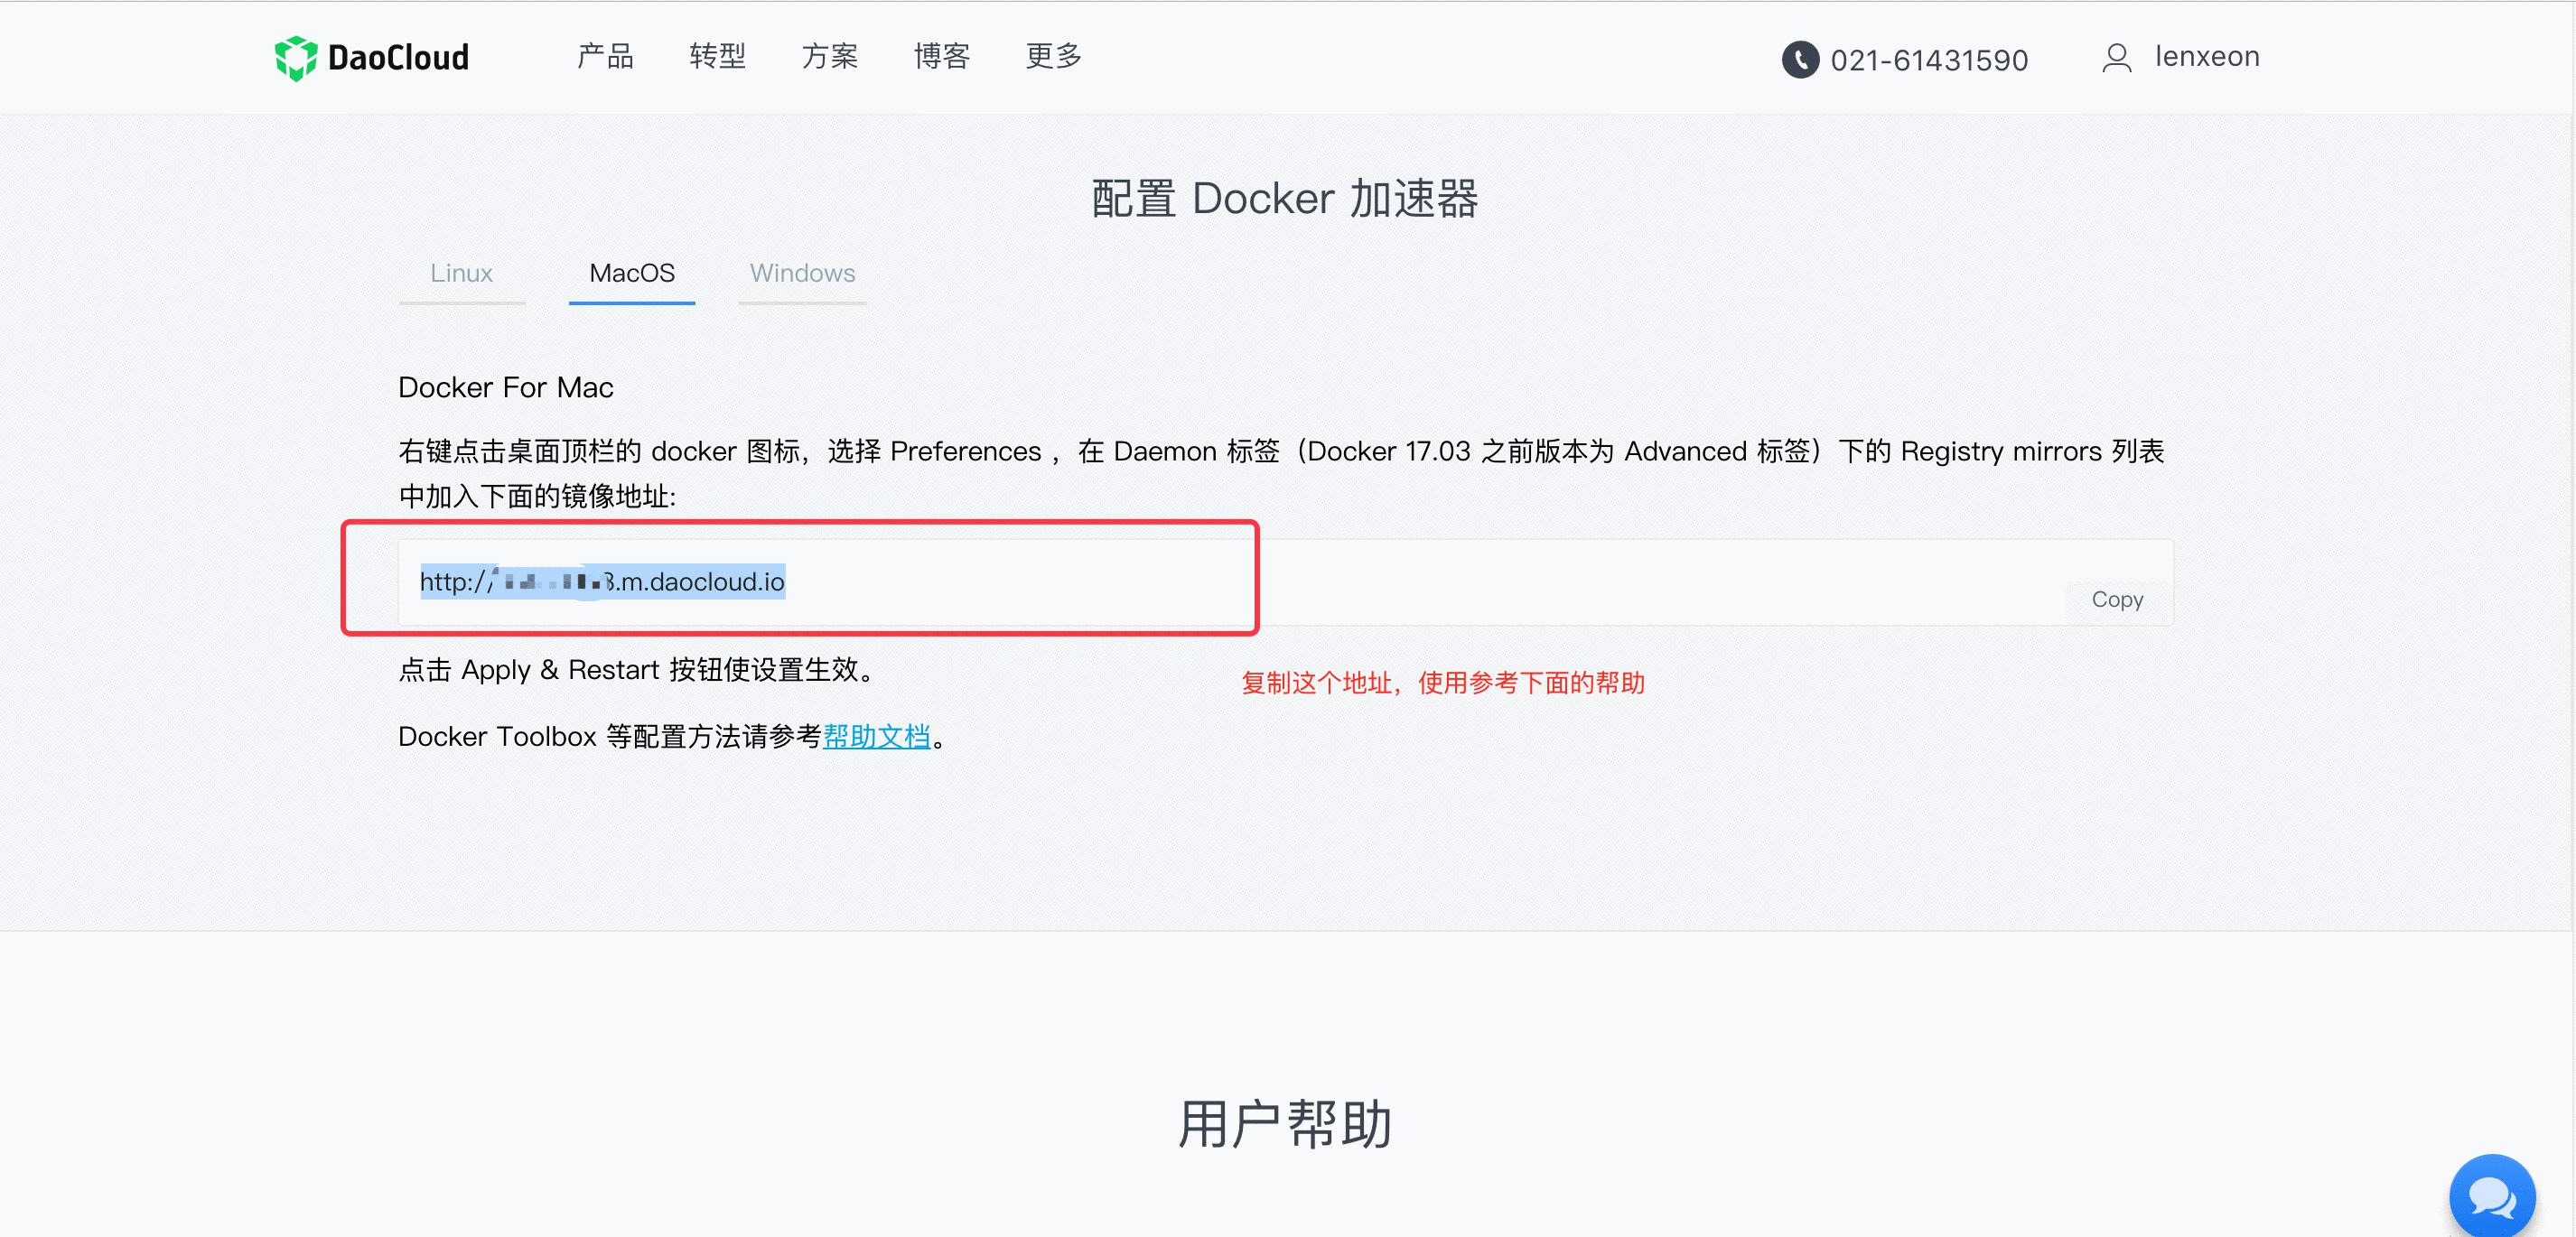 DaoCloud 产品 转型 方案 博客 更多 021-61431590 lenxeon
配置 Docker 加速器
Linux MacOS Windows
Docker For Mac
右键点击桌面顶栏的 docker 图标，选择 Preferences ，在 Daemon 标签（Docker 17.03 之前版本为 Advanced 标签）下的 Registry mirrors 列表
中加入下面的镜像地址:
http:// .m.daocloud.io
Copy
点击 Apply & Restart 按钮使设置生效。
复制这个地址，使用参考下面的帮助
Docker Toolbox 等配置方法请参考帮助文档。
用户帮助